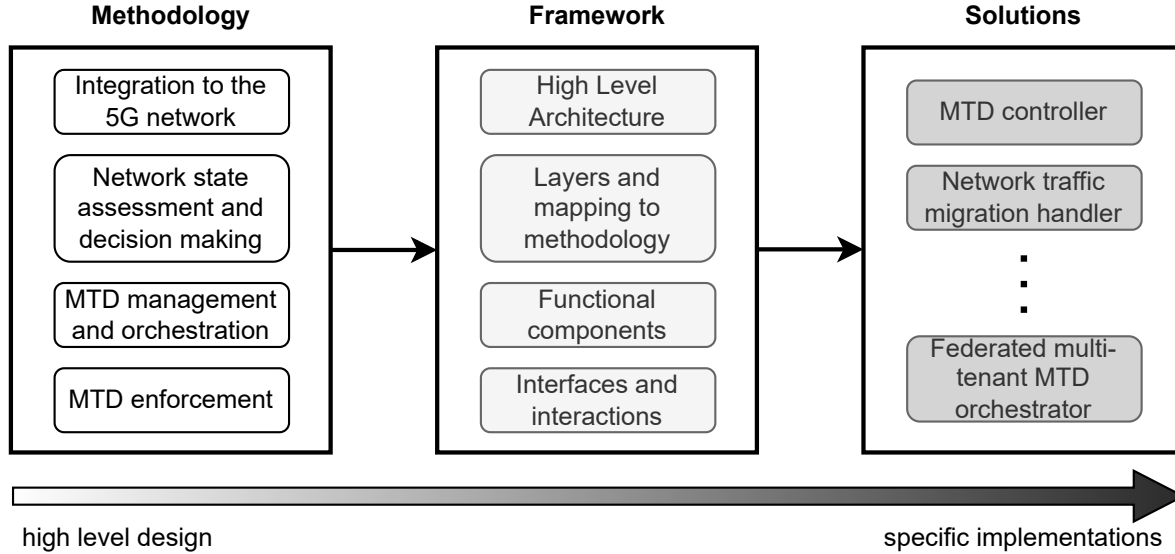 Methodology
Integration to the
5G network
Network state
assessment and
decision making
MTD management
and orchestration
MTD enforcement
Framework
High Level
Architecture
Layers and
mapping to
methodology
Functional
components
Interfaces and
interactions
Solutions
MTD controller
Network traffic
migration handler
Federated multi-
tenant MTD
orchestrator
high level design
specific implementations